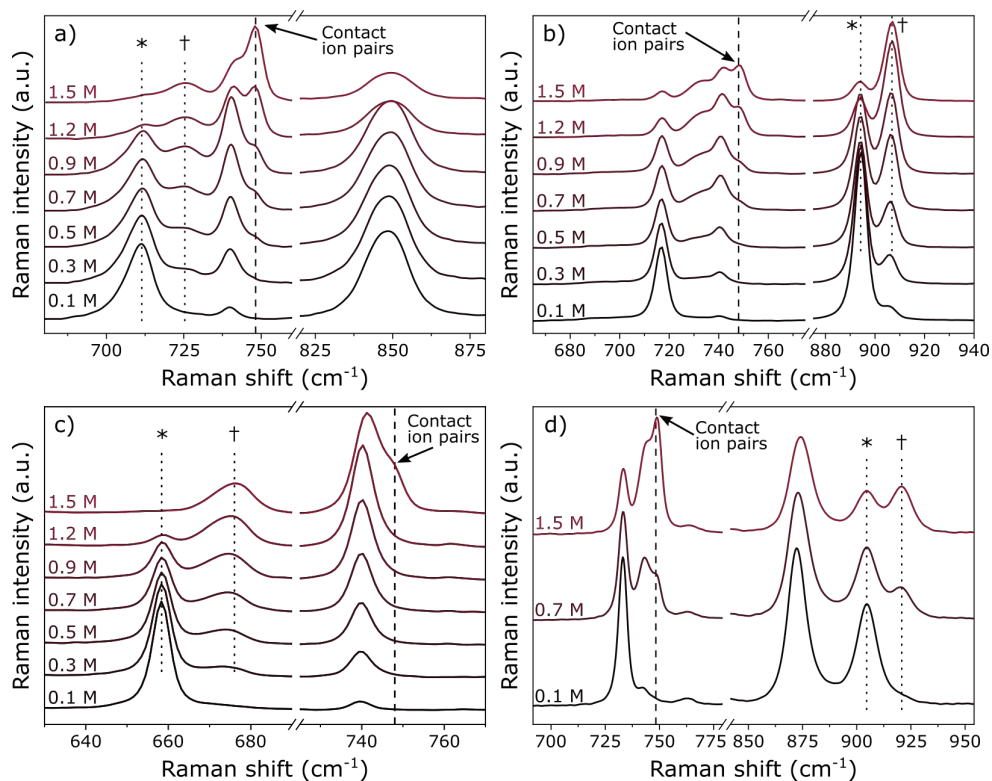 a)
*
†
Contact
ion pairs
1.5 M
1.2 M
0.9 M
0.7 M
0.5 M
0.3 M
0.1 M
Raman intensity (a.u.)
700
725
750
825
850
875
Raman shift (cm-1)
b)
*
†
Contact
ion pairs
1.5 M
1.2 M
0.9 M
0.7 M
0.5 M
0.3 M
0.1 M
Raman intensity (a.u.)
680
700
720
740
760
880
900
920
940
Raman shift (cm-1)
c)
*
†
Contact
ion pairs
1.5 M
1.2 M
0.9 M
0.7 M
0.5 M
0.3 M
0.1 M
Raman intensity (a.u.)
640
660
680
740
760
Raman shift (cm-1)
d)
Contact
ion pairs
*
†
1.5 M
0.7 M
0.1 M
Raman intensity (a.u.)
700
725
750
775
850
875
900
925
950
Raman shift (cm-1)